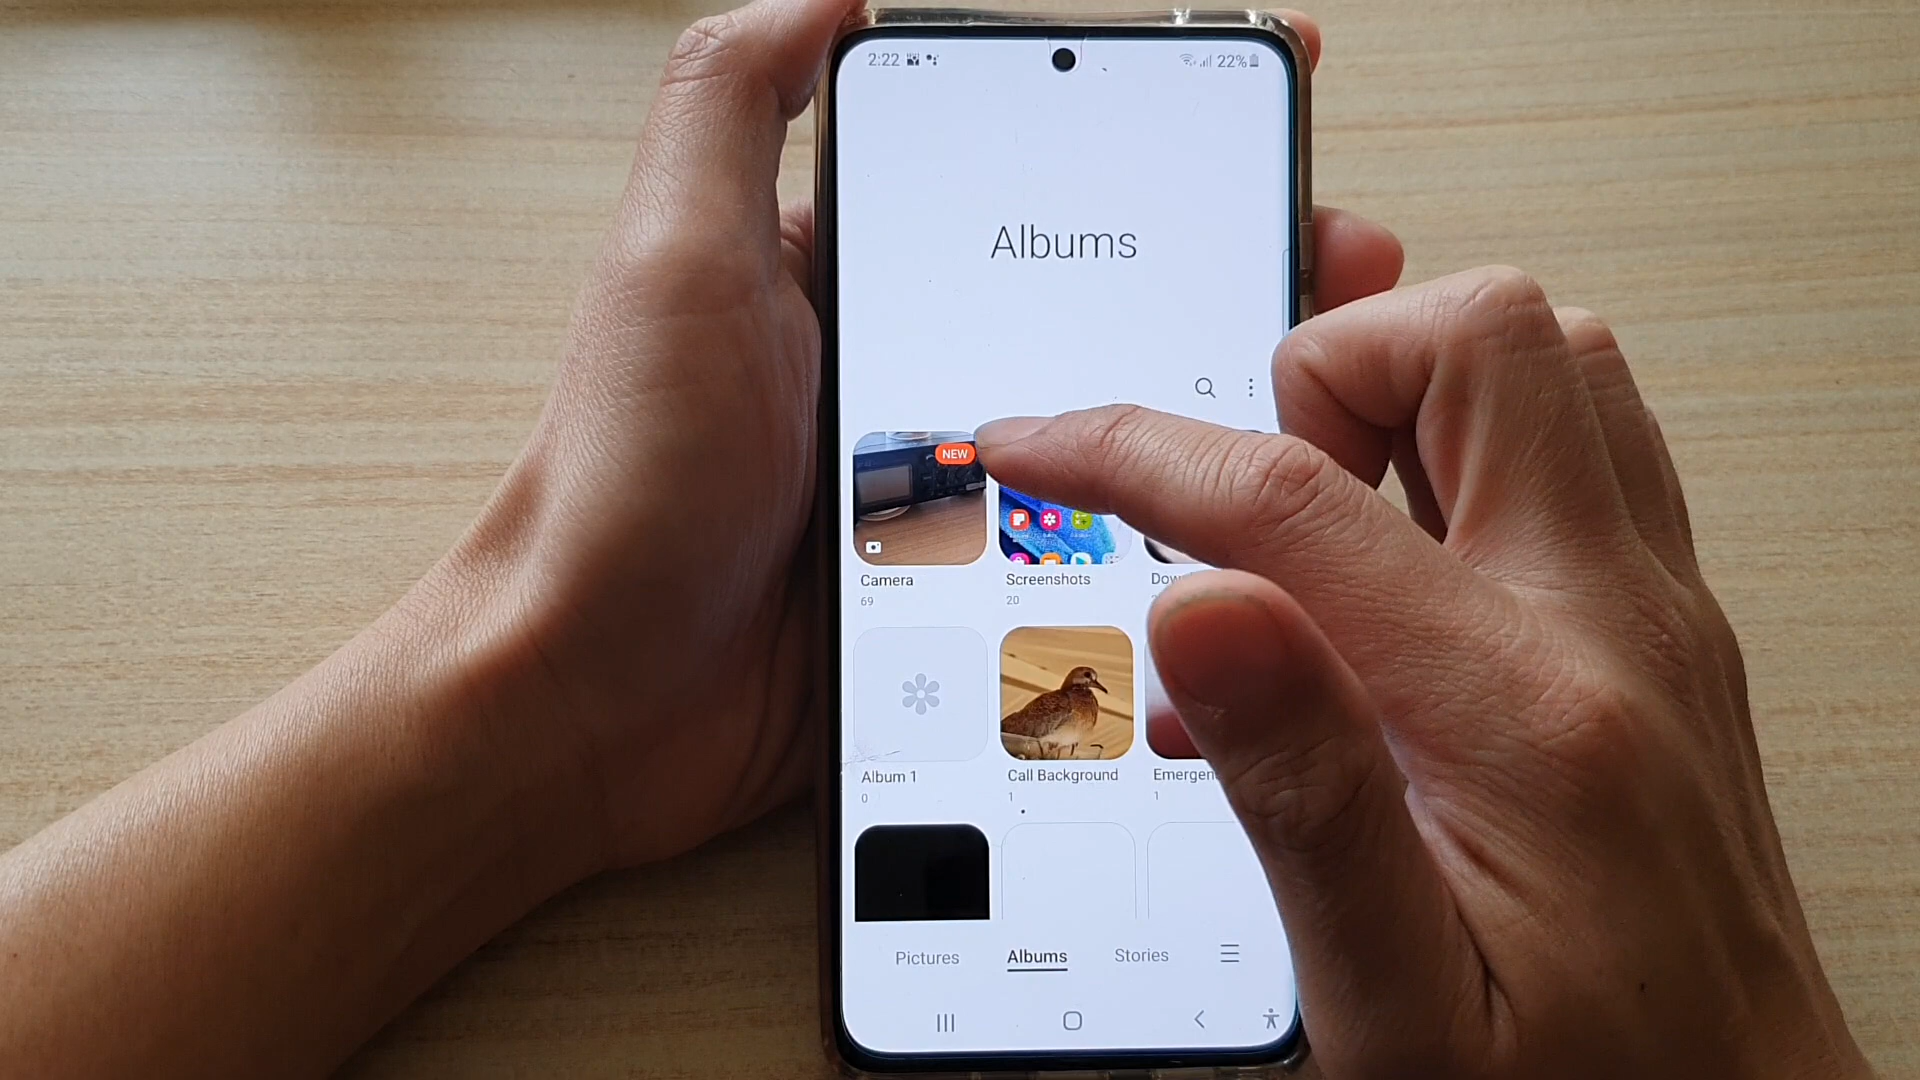 2:22
22%
Albums
NEW
Camera
69
Screenshots
20
Album 1
0
Call Background
1
1
Pictures
Albums
Stories